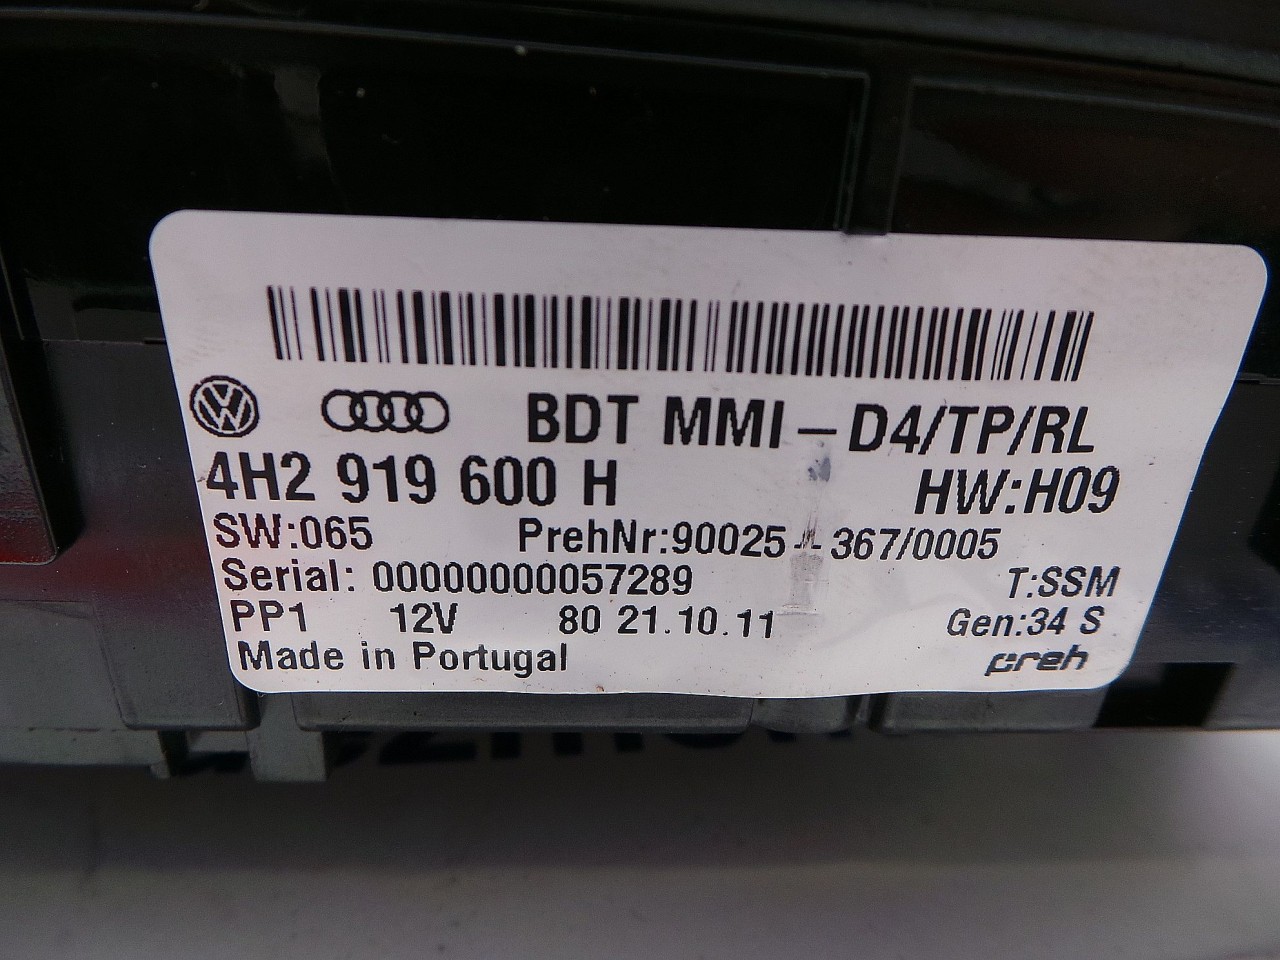 BDT MMI – D4/TP/RL
4H2 919 600 H HW:H09
SW:065 PrehNr:90025 – 367/0005
Serial: 00000000057289 T:SSM
PP1 12V 80 21.10.11 Gen:34 S
Made in Portugal preh